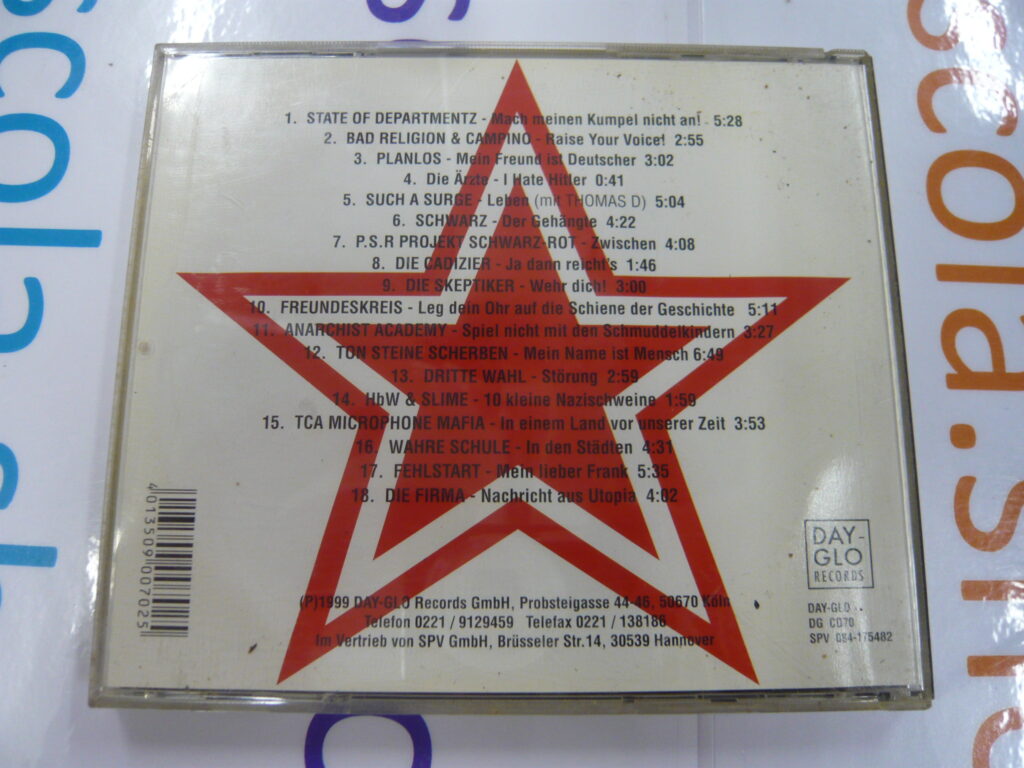 1. STATE OF DEPARTMENTZ - Mach meinen Kumpel nicht an! - 5:28
2. BAD RELIGION & CAMPINO - Raise Your Voice! 2:55
3. PLANLOS - Mein Freund ist Deutscher 3:02
4. Die Ärzte - I Hate Hitler 0:41
5. SUCH A SURGE - Leben (mit THOMAS D) 5:04
6. SCHWARZ - Der Gehängte 4:22
7. P.S.R PROJEKT SCHWARZ-ROT - Zwischen 4:08
8. DIE CADIZIER - Ja dann reicht's 1:46
9. DIE SKEPTIKER - Wehr dich! 3:00
10. FREUNDESKREIS - Leg dein Ohr auf die Schiene der Geschichte 5:11
11. ANARCHIST ACADEMY - Spiel nicht mit den Schmuddelkindern 3:27
12. TON STEINE SCHERBEN - Mein Name ist Mensch 6:49
13. DRITTE WAHL - Störung 2:59
14. HbW & SLIME - 10 kleine Nazischweine 1:59
15. TCA MICROPHONE MAFIA - In einem Land vor unserer Zeit 3:53
16. WAHRE SCHULE - In den Städten 4:31
17. FEHLSTART - Mein lieber Frank 5:35
18. DIE FIRMA - Nachricht aus Utopia 4:02
4013509007025
DAY-
GLO
RECORDS
(P)1999 DAY-GLO Records GmbH, Probsteigasse 44-46, 50670 Köln
Telefon 0221 / 9129459 Telefax 0221 / 138186
Im Vertrieb von SPV GmbH, Brüsseler Str.14, 30539 Hannover
DAY-GLO
DG CD70
SPV 084-175482
scola.s
cola.sho